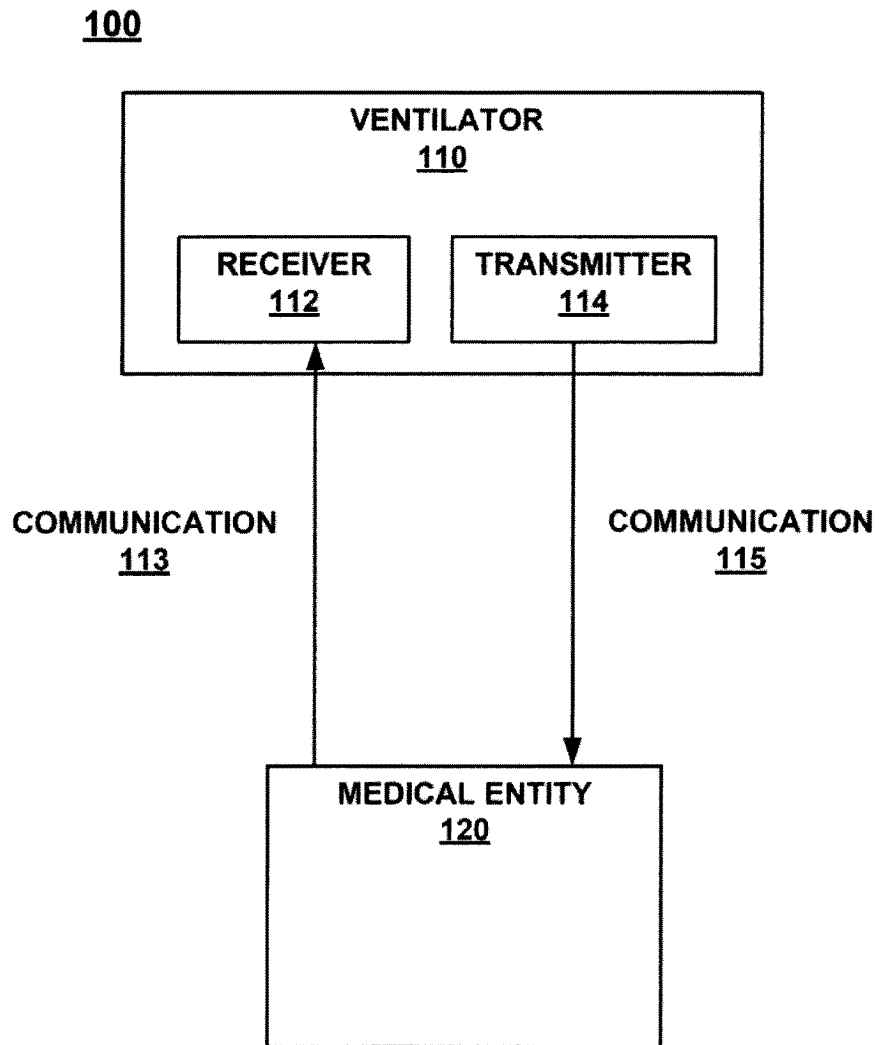 100
VENTILATOR
110
RECEIVER
112
TRANSMITTER
114
COMMUNICATION
113
COMMUNICATION
115
MEDICAL ENTITY
120